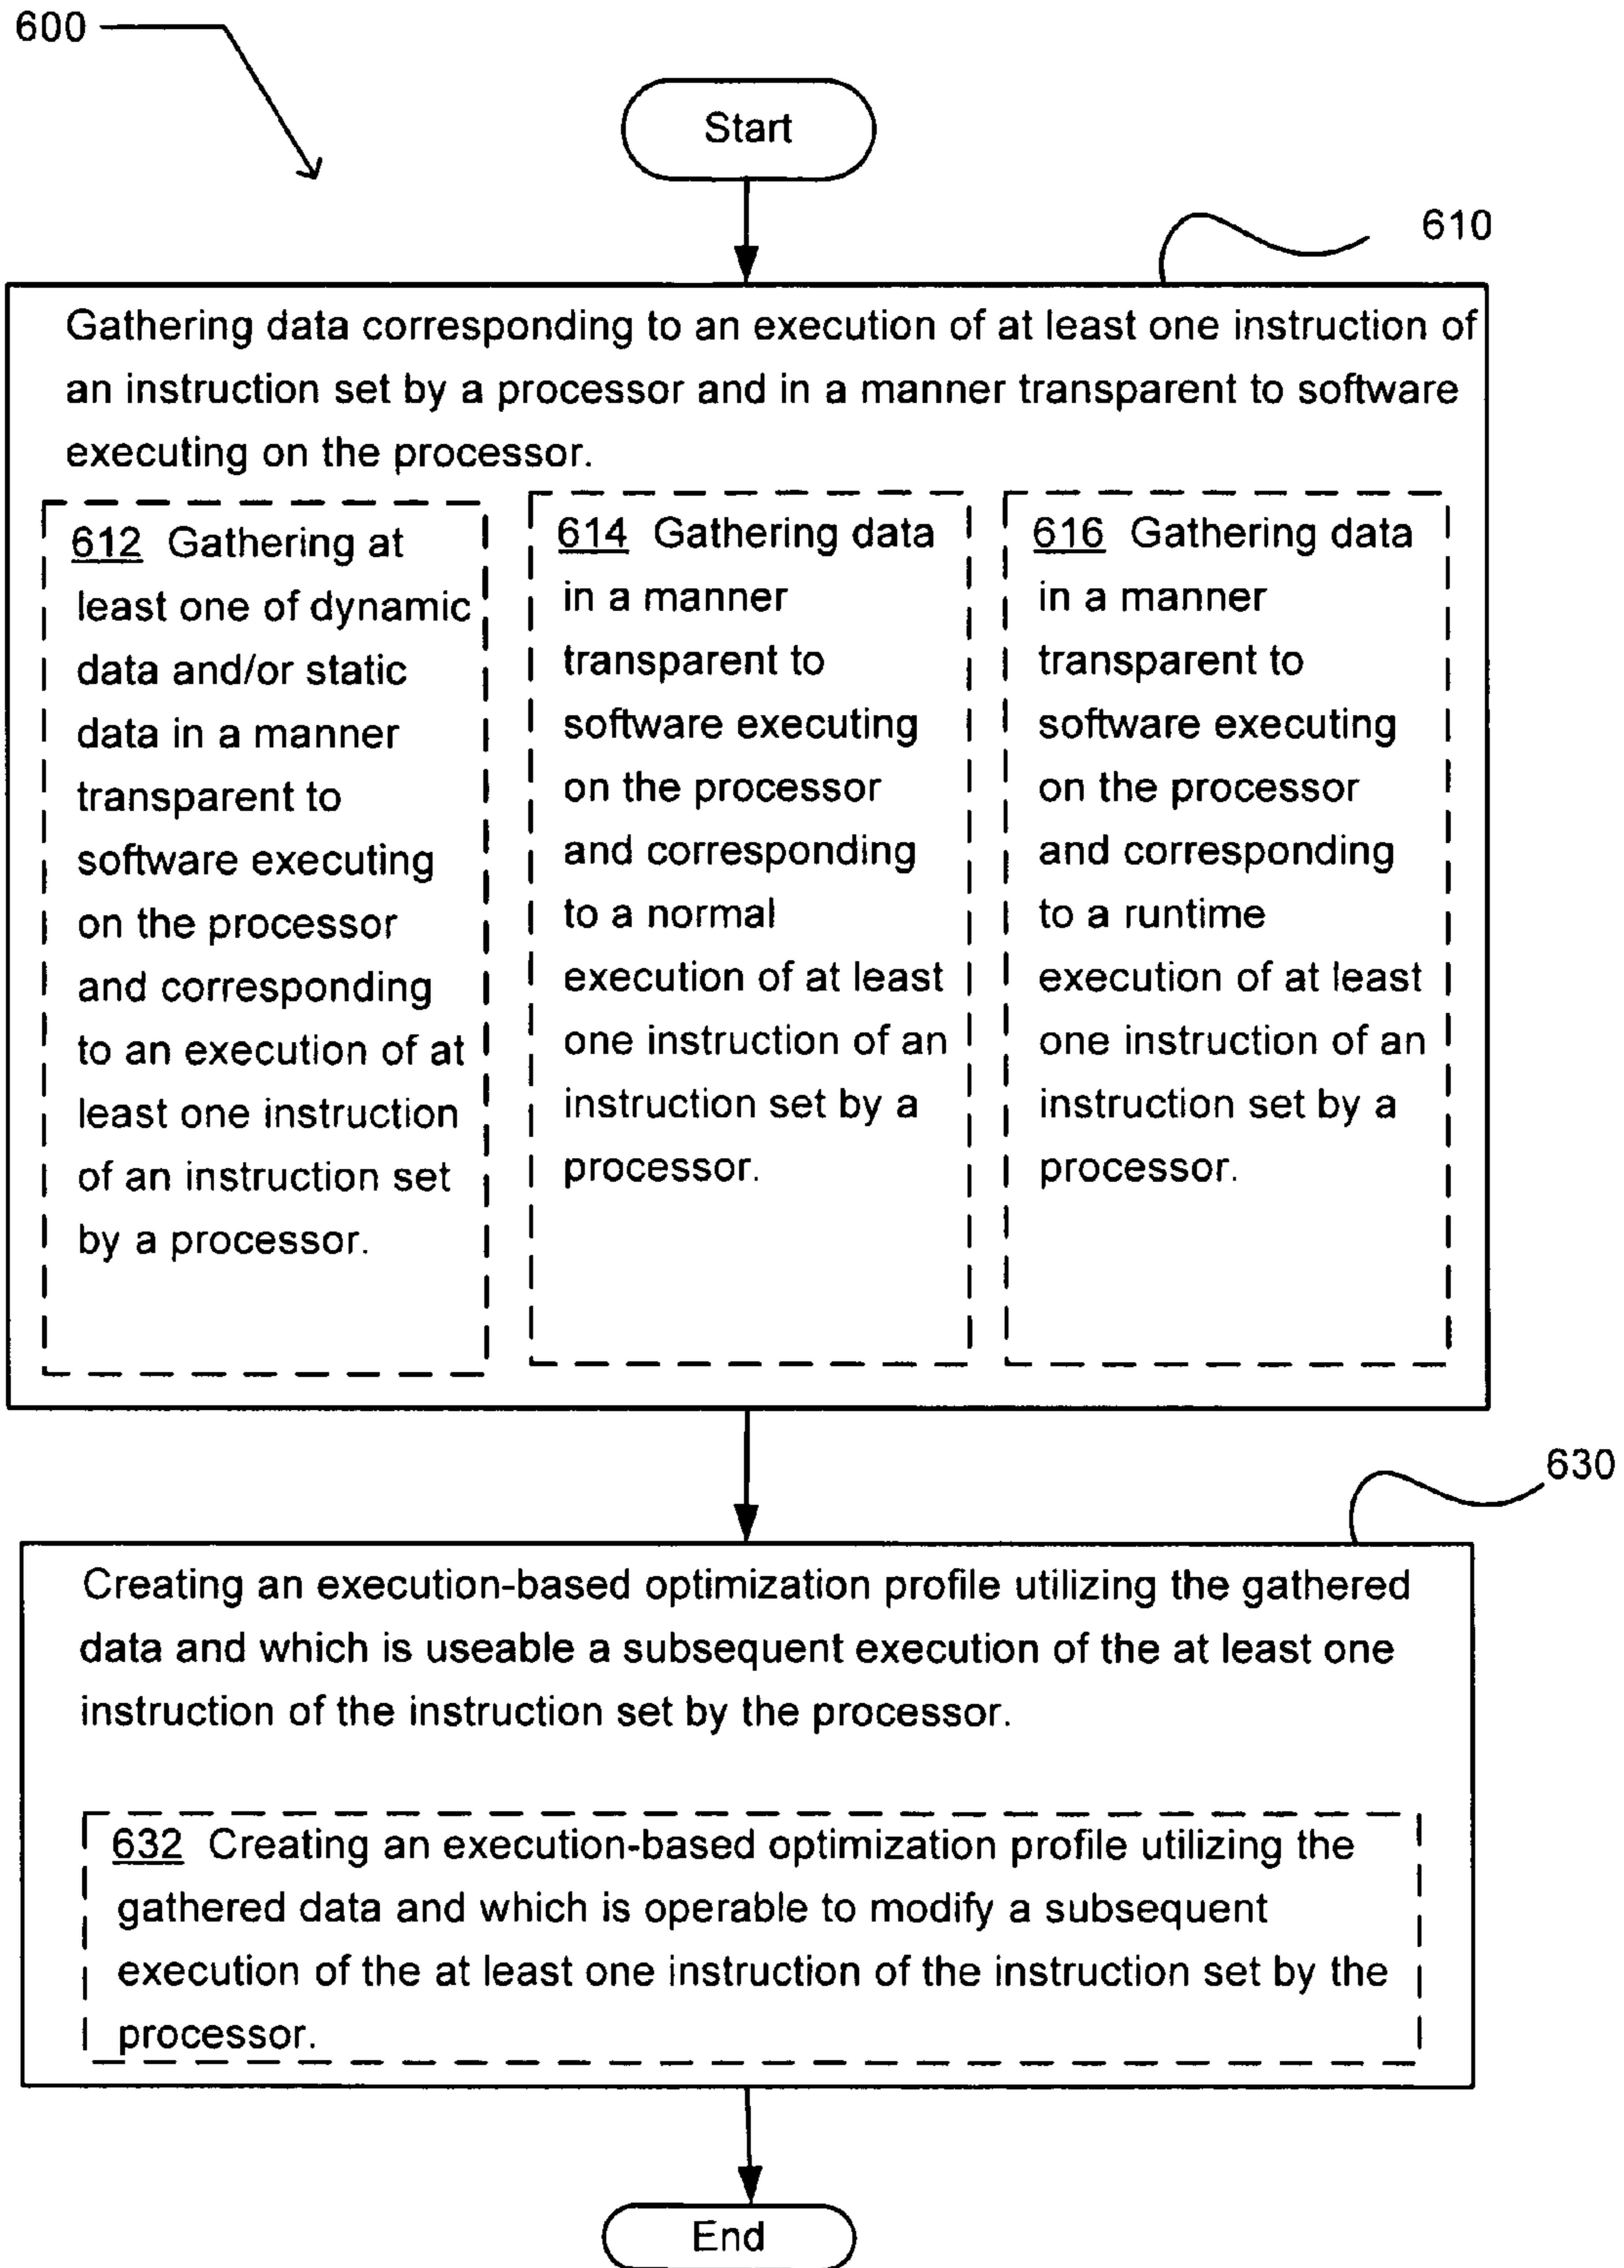 600
Start
610
Gathering data corresponding to an execution of at least one instruction of
an instruction set by a processor and in a manner transparent to software
executing on the processor.
612 Gathering at
least one of dynamic
data and/or static
data in a manner
transparent to
software executing
on the processor
and corresponding
to an execution of at
least one instruction
of an instruction set
by a processor.
614 Gathering data
in a manner
transparent to
software executing
on the processor
and corresponding
to a normal
execution of at least
one instruction of an
instruction set by a
processor.
616 Gathering data
in a manner
transparent to
software executing
on the processor
and corresponding
to a runtime
execution of at least
one instruction of an
instruction set by a
processor.
630
Creating an execution-based optimization profile utilizing the gathered
data and which is useable a subsequent execution of the at least one
instruction of the instruction set by the processor.
632 Creating an execution-based optimization profile utilizing the
gathered data and which is operable to modify a subsequent
execution of the at least one instruction of the instruction set by the
processor.
End